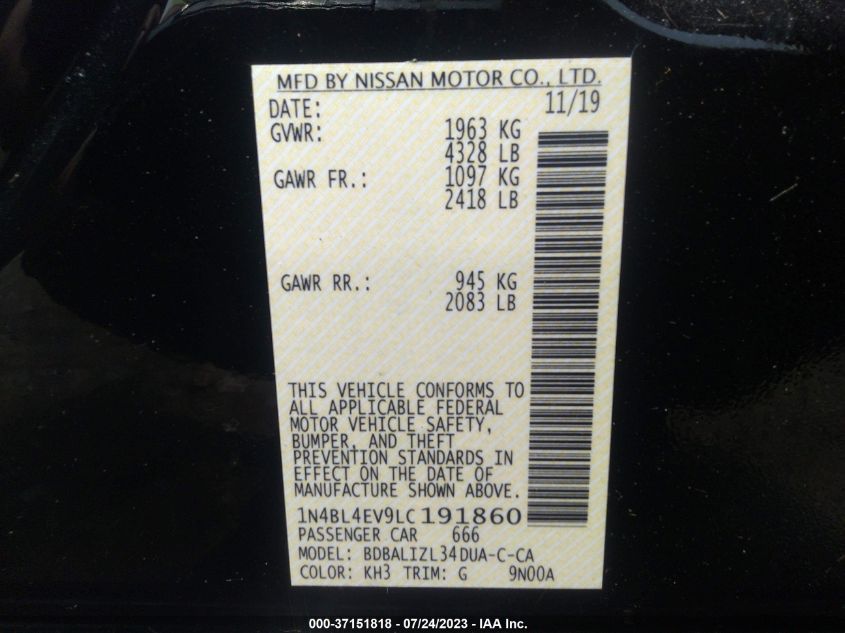 MFD BY NISSAN MOTOR CO., LTD.
DATE: 11/19
GVWR: 1963 KG
4328 LB
GAWR FR.: 1097 KG
2418 LB
GAWR RR.: 945 KG
2083 LB
THIS VEHICLE CONFORMS TO
ALL APPLICABLE FEDERAL
MOTOR VEHICLE SAFETY,
BUMPER, AND THEFT
PREVENTION STANDARDS IN
EFFECT ON THE DATE OF
MANUFACTURE SHOWN ABOVE.
1N4BL4EV9LC191860
PASSENGER CAR 666
MODEL: BDBALIZL34DUA-C-CA
COLOR: KH3 TRIM: G 9N00A
000-37151818 - 07/24/2023 - IAA Inc.